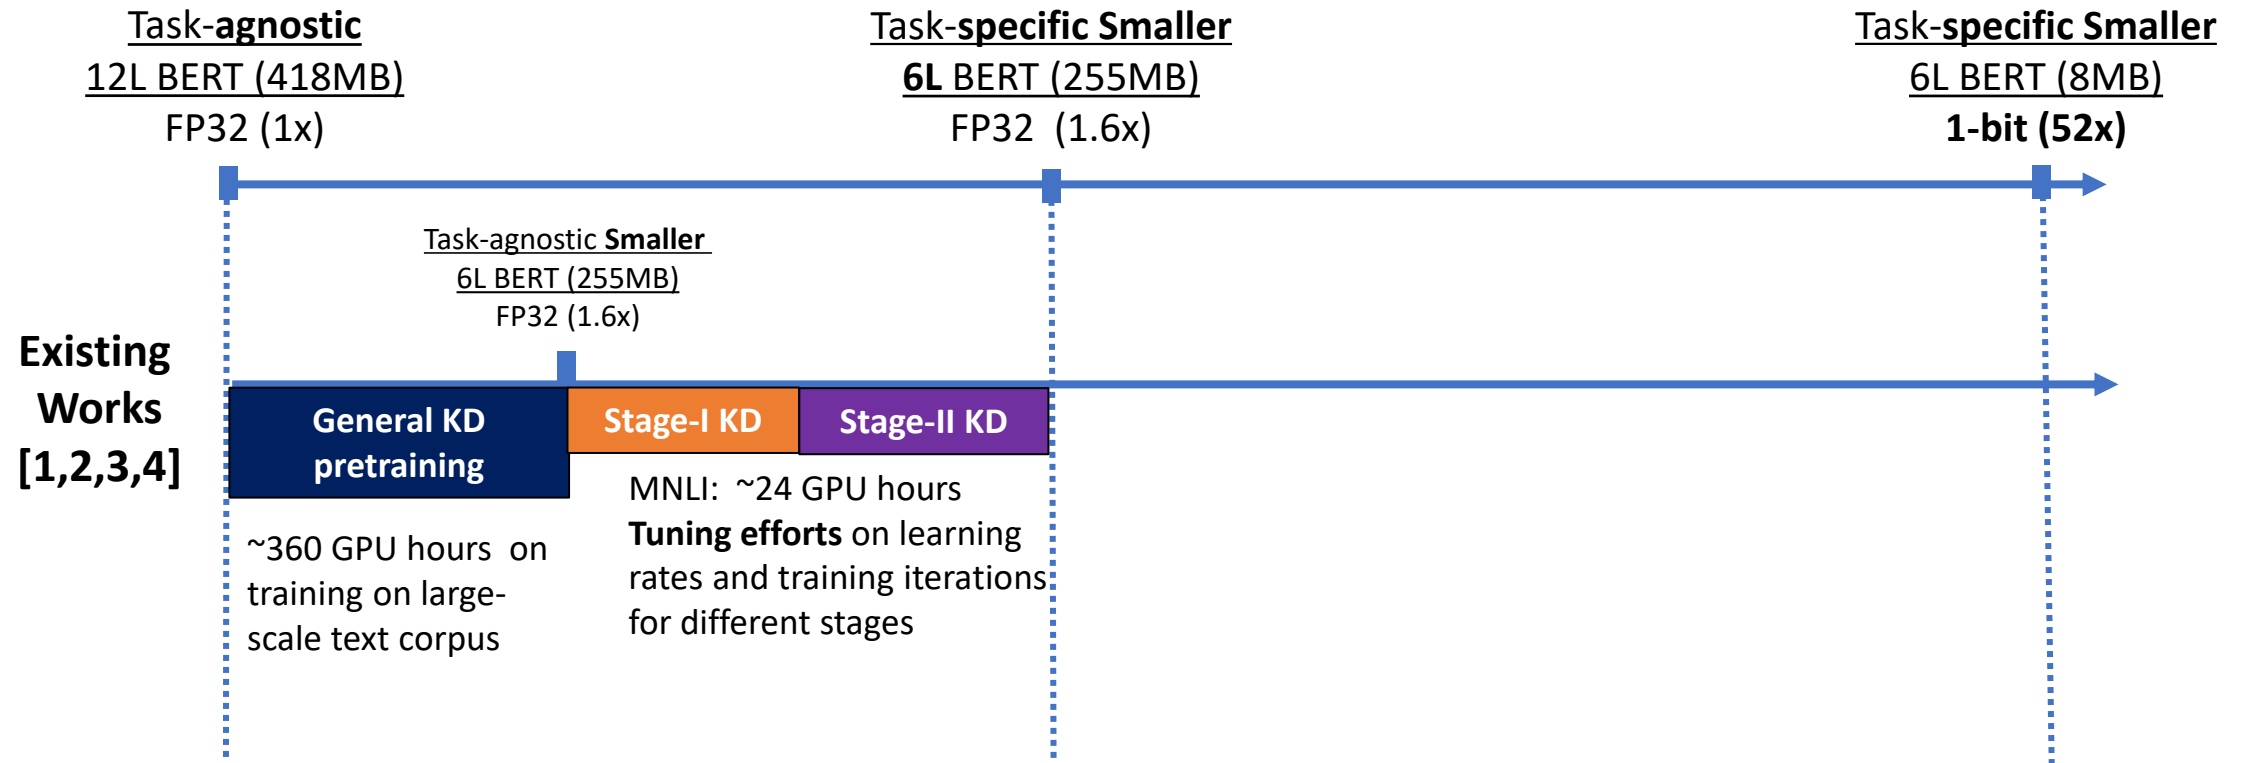 Task-agnostic
12L BERT (418MB)
FP32 (1x)
Task-specific Smaller
6L BERT (255MB)
FP32 (1.6x)
Task-specific Smaller
6L BERT (8MB)
1-bit (52x)
Task-agnostic Smaller
6L BERT (255MB)
FP32 (1.6x)
Existing
Works
[1,2,3,4]
General KD
pretraining
Stage-I KD
Stage-II KD
~360 GPU hours on
training on large-
scale text corpus
MNLI: ~24 GPU hours
Tuning efforts on learning
rates and training iterations
for different stages